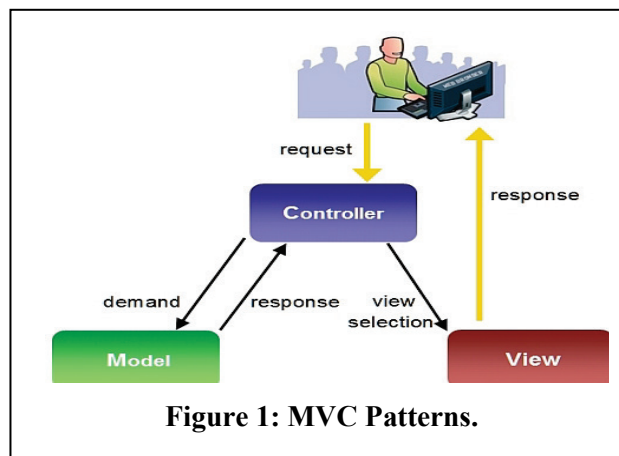 request
Controller
response
demand
response
view
selection
Model
View
Figure 1: MVC Patterns.